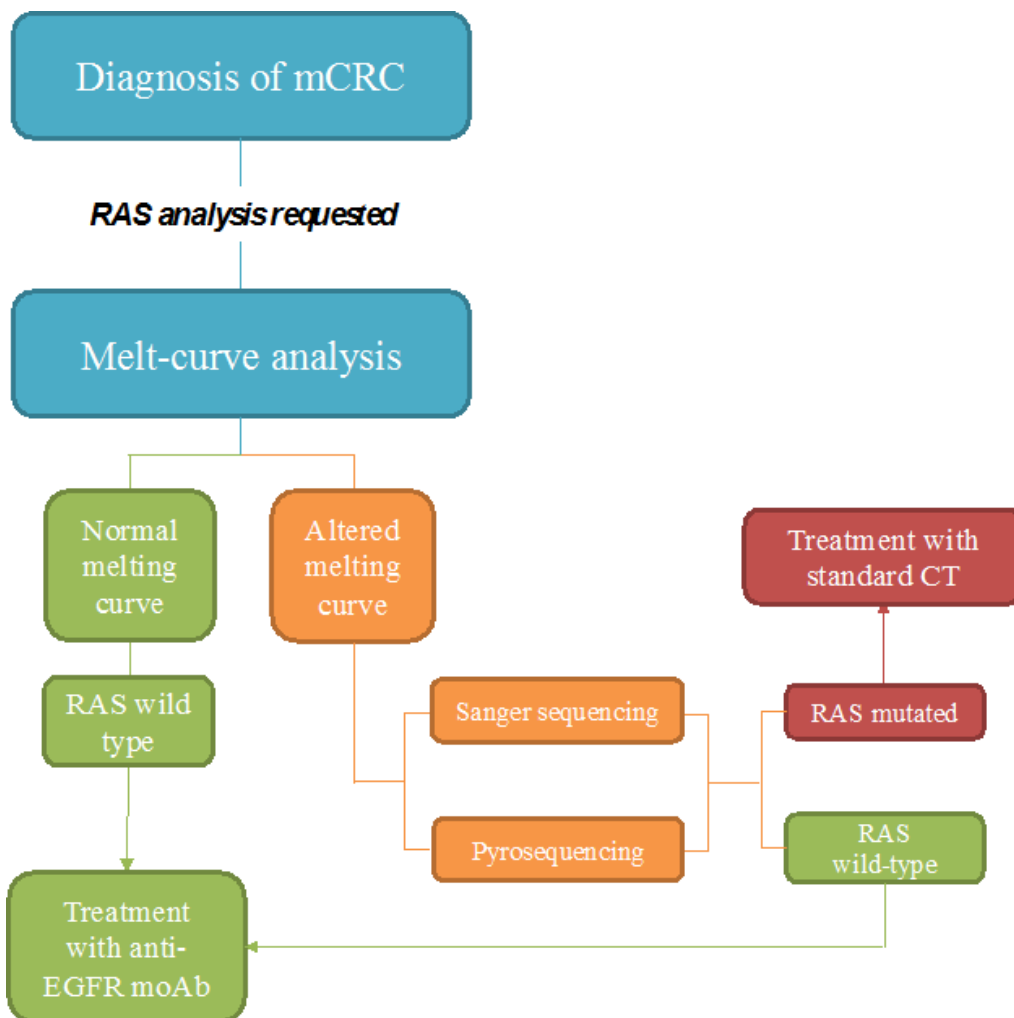 Diagnosis of mCRC
RAS analysis requested
Melt-curve analysis
Normal
melting
curve
Altered
melting
curve
Treatment with
standard CT
RAS wild
type
Sanger sequencing
RAS mutated
Pyrosequencing
RAS
wild-type
Treatment
with anti-
EGFR moAb